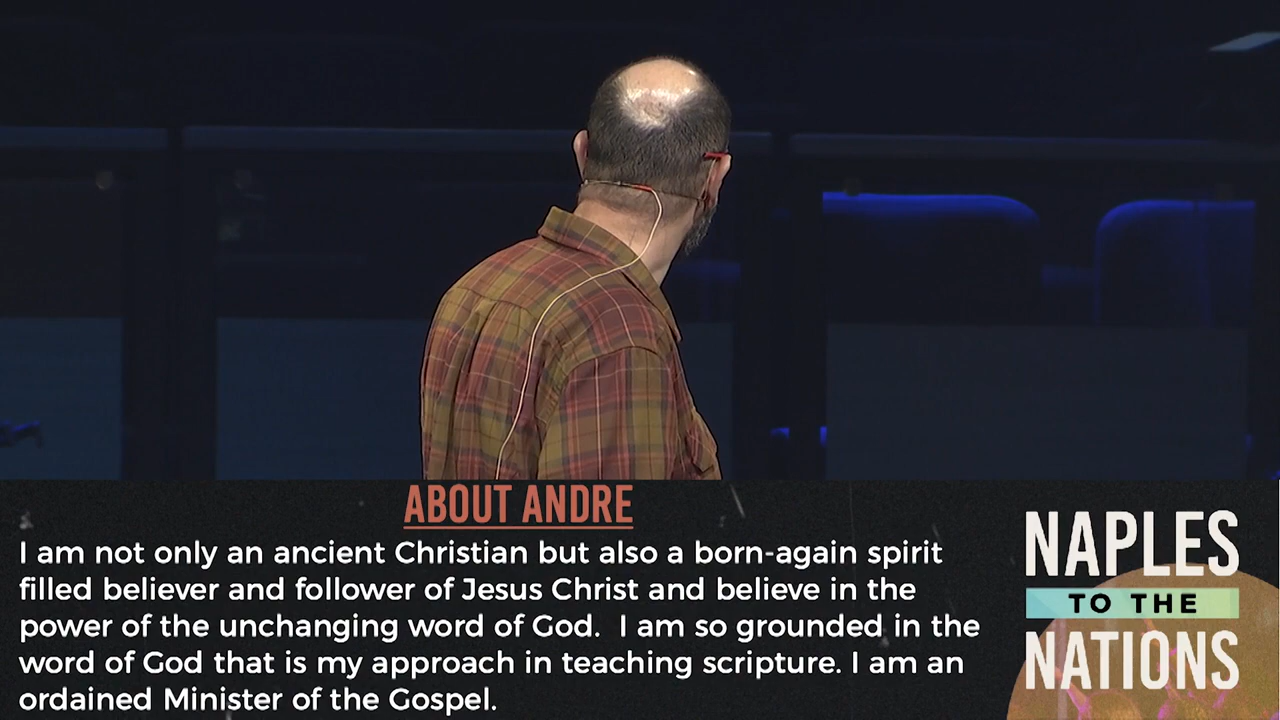 ABOUT ANDRE
I am not only an ancient Christian but also a born-again spirit
filled believer and follower of Jesus Christ and believe in the
power of the unchanging word of God.  I am so grounded in the
word of God that is my approach in teaching scripture. I am an
ordained Minister of the Gospel.
NAPLES
TO THE
NATIONS